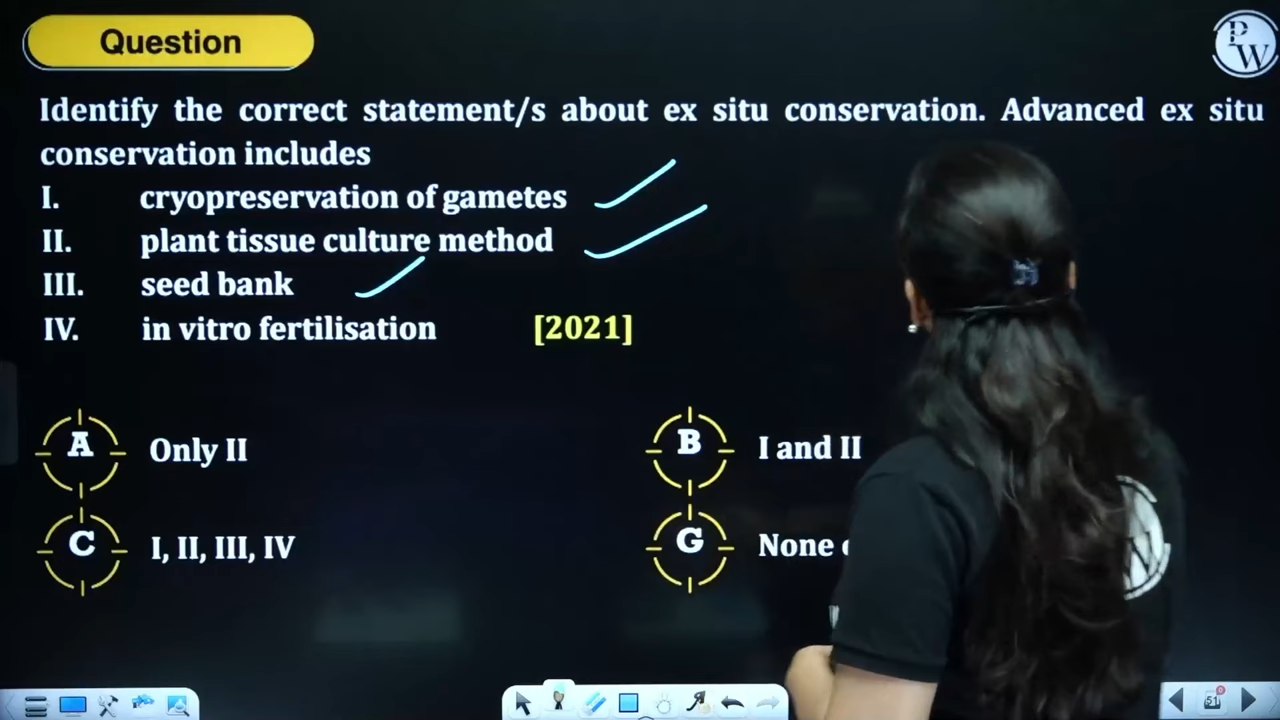 Question
PW
Identify the correct statement/s about ex situ conservation. Advanced ex situ
conservation includes
I. cryopreservation of gametes
II. plant tissue culture method
III. seed bank
IV. in vitro fertilisation [2021]
A Only II
B I and II
C I, II, III, IV
G None
51